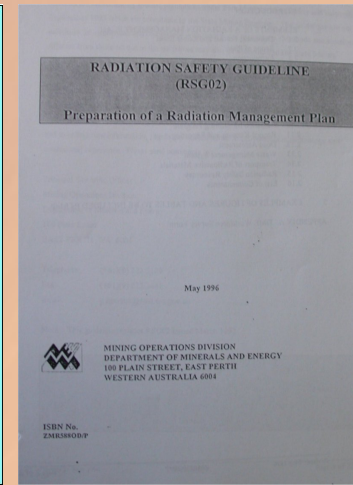 RADIATION SAFETY GUIDELINE
(RSG02)
Preparation of a Radiation Management Plan
May 1996
MINING OPERATIONS DIVISION
DEPARTMENT OF MINERALS AND ENERGY
100 PLAIN STREET, EAST PERTH
WESTERN AUSTRALIA 6004
ISBN No.